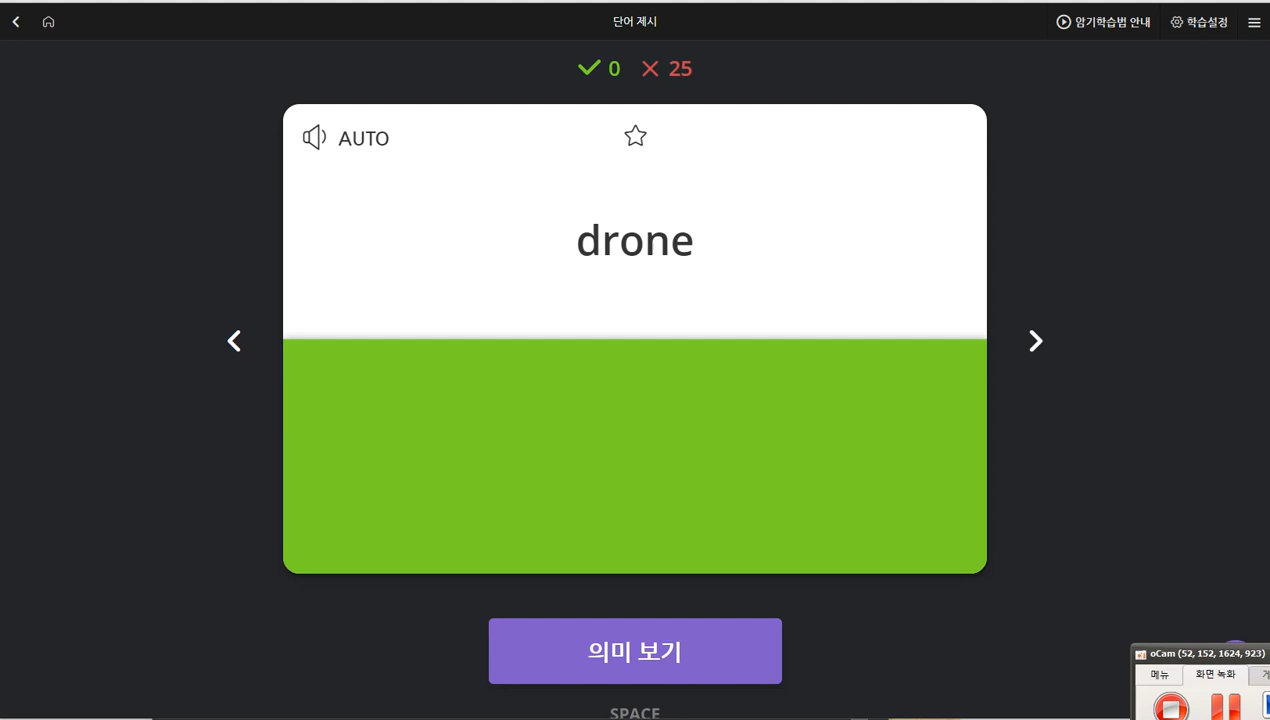 단어 제시
암기학습법 안내
학습설정
0
25
AUTO
drone
의미 보기
SPACE
oCam (52, 152, 1624, 923)
메뉴
화면 녹화